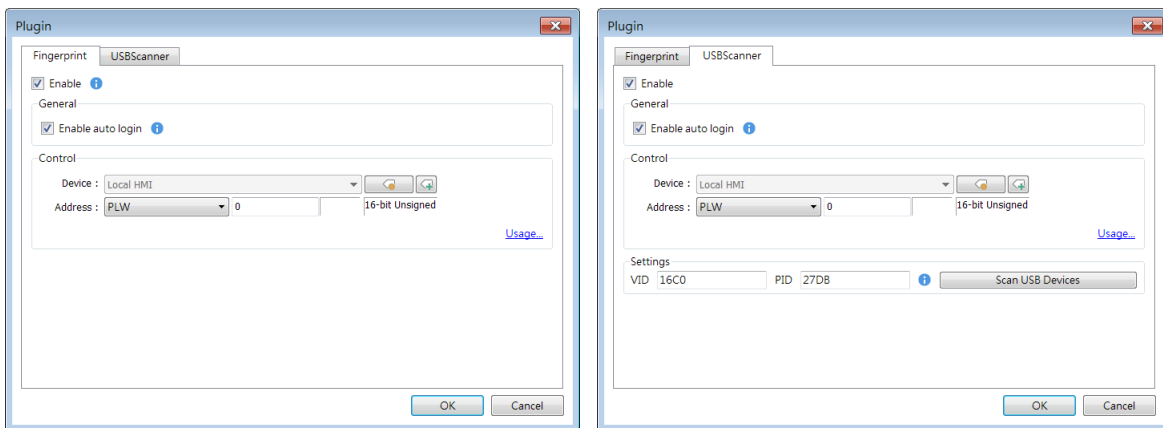 Plugin
Fingerprint USBScanner
Enable
General
Enable auto login
Control
Device : Local HMI
Address : PLW 0 16-bit Unsigned
Usage...
OK Cancel
Plugin
Fingerprint USBScanner
Enable
General
Enable auto login
Control
Device : Local HMI
Address : PLW 0 16-bit Unsigned
Usage...
Settings
VID 16C0 PID 27DB Scan USB Devices
OK Cancel